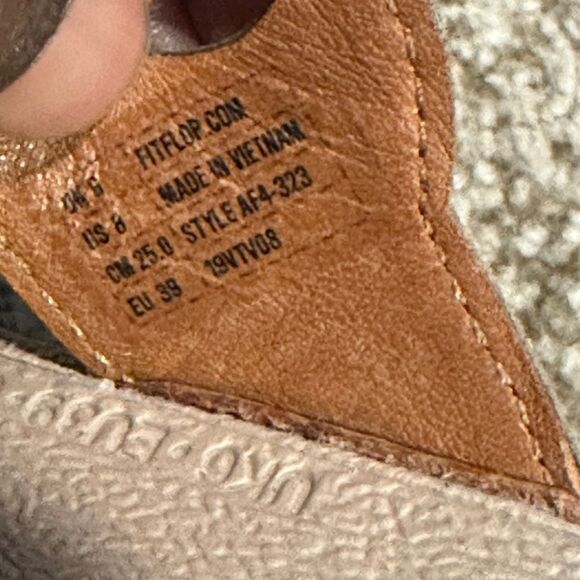 UK 6 FITFLOP.COM
US 8 MADE IN VIETNAM
CM 25.0 STYLE AF4-323
EU 39 19VTV08
UK6·EU39·